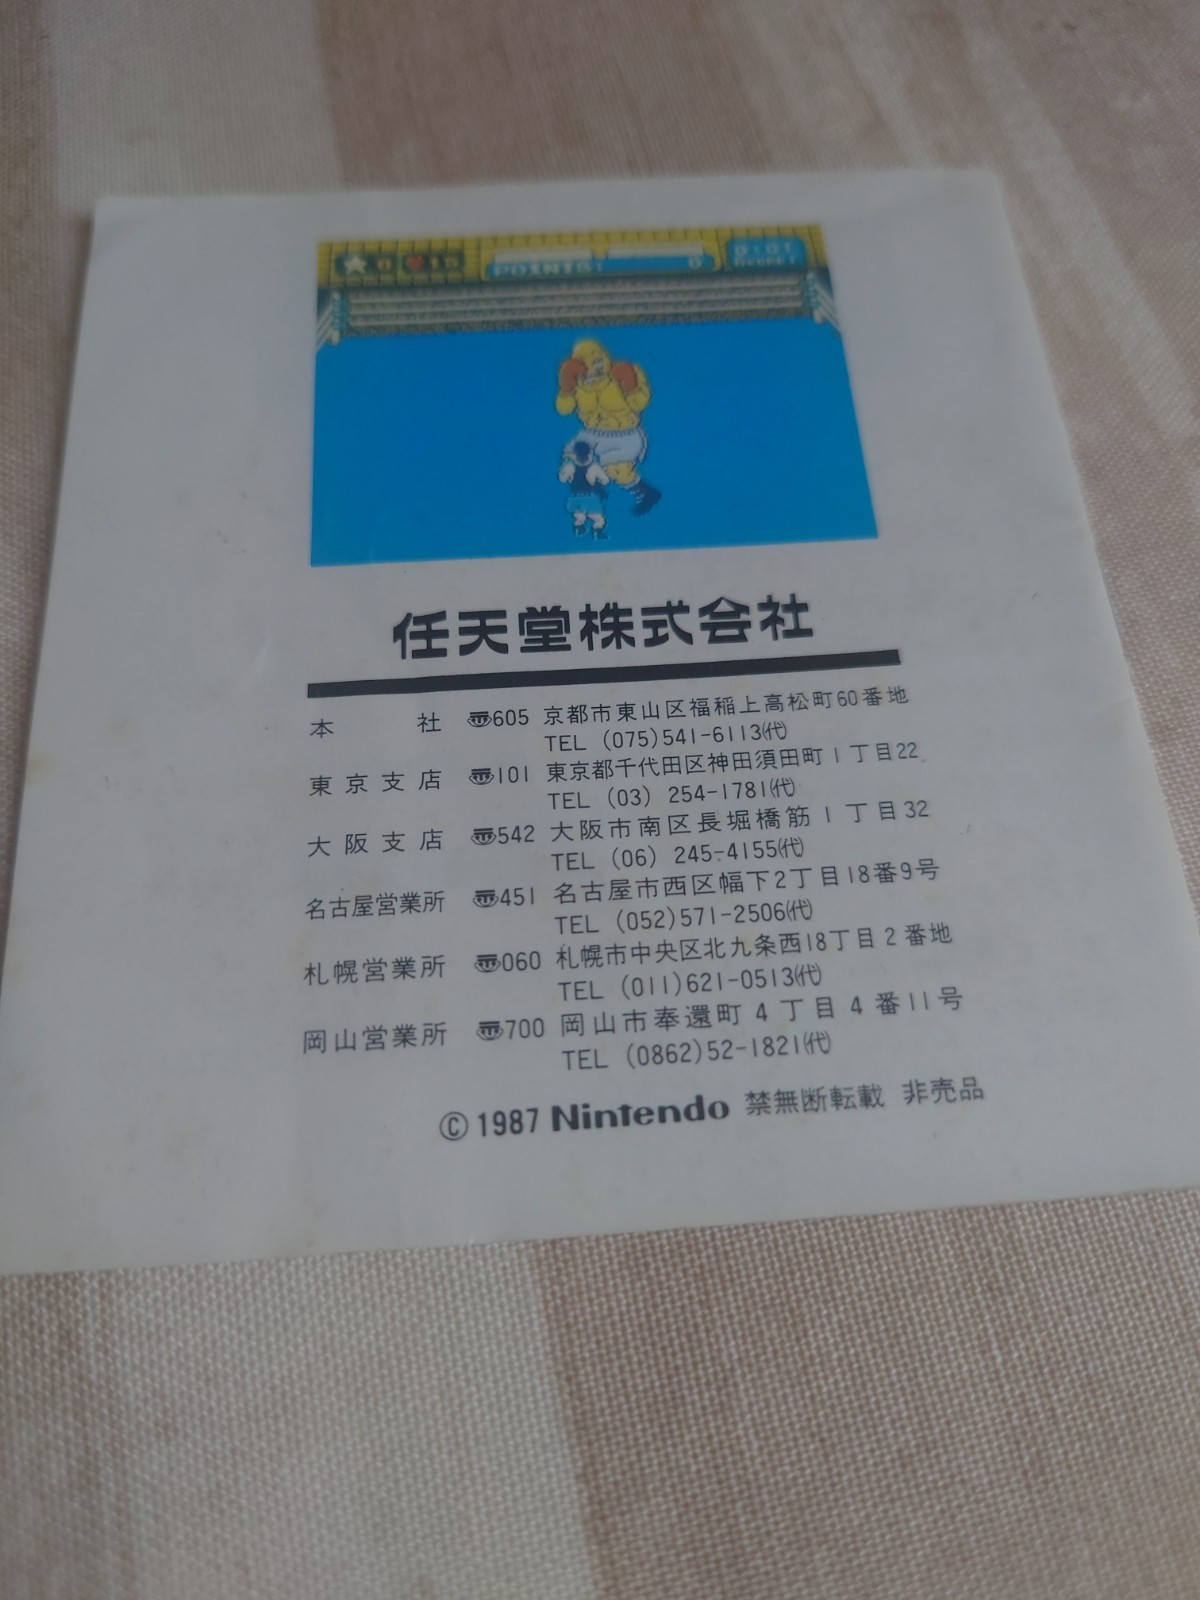 0 15
POINTS:
0
0:01
任天堂株式会社
本社 〠605 京都市東山区福稲上高松町60番地
TEL (075)541-6113㈹
東京支店 〠101 東京都千代田区神田須田町1丁目22
TEL (03) 254-1781㈹
大阪支店 〠542 大阪市南区長堀橋筋1丁目32
TEL (06) 245-4155㈹
名古屋営業所 〠451 名古屋市西区幅下2丁目18番9号
TEL (052)571-2506㈹
札幌営業所 〠060 札幌市中央区北九条西18丁目2番地
TEL (011)621-0513㈹
岡山営業所 〠700 岡山市奉還町4丁目4番11号
TEL (0862)52-1821㈹
© 1987 Nintendo 禁無断転載 非売品